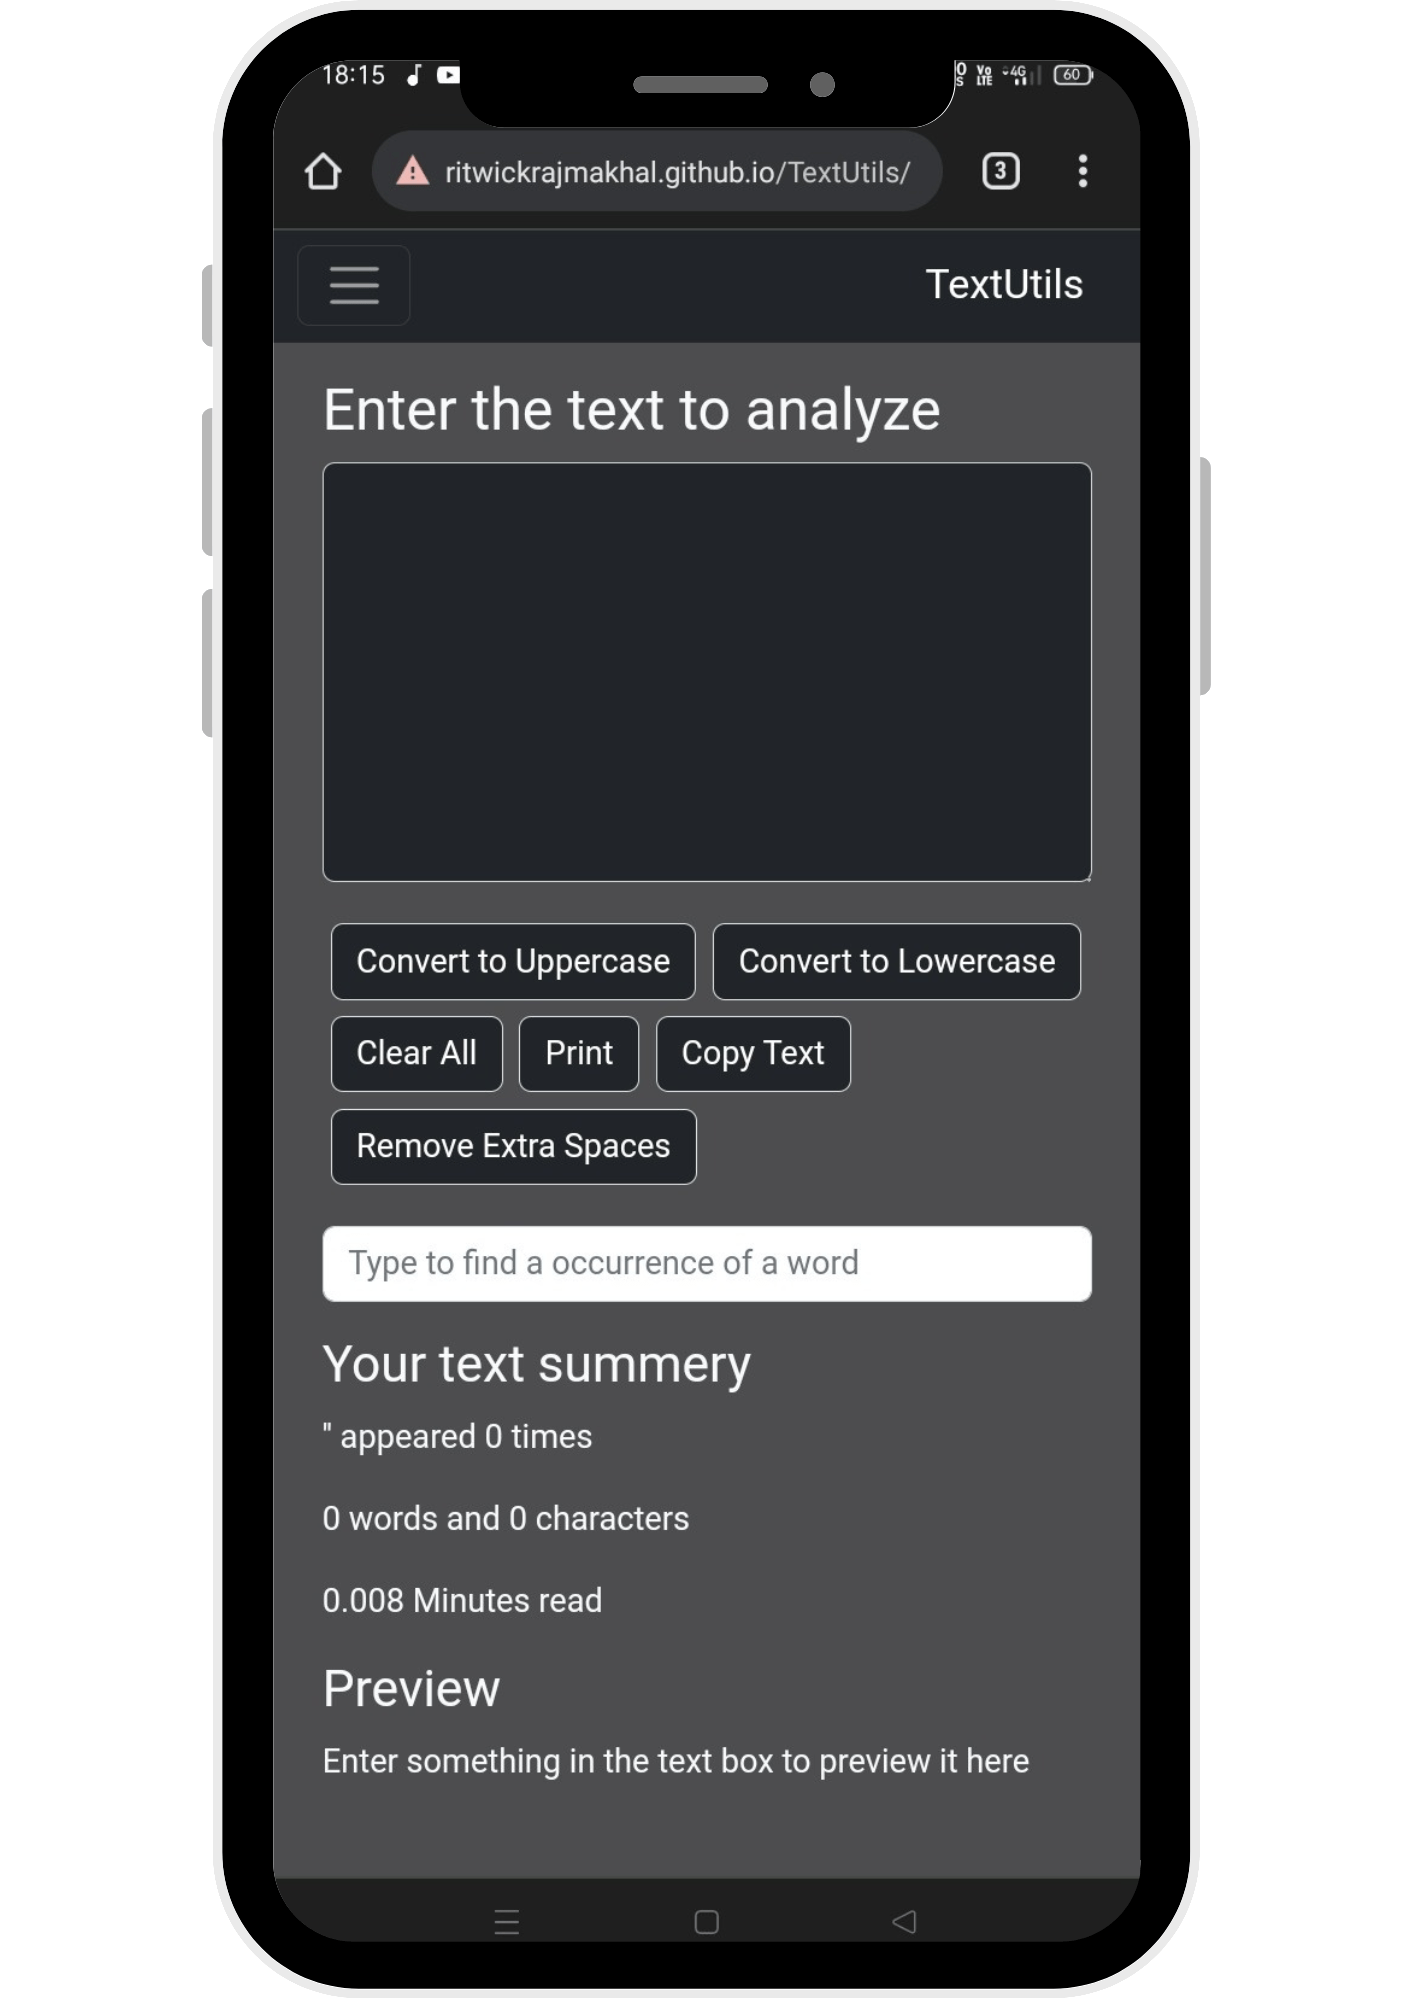 18:15
Vo LTE 4G 60
ritwickrajmakhal.github.io/TextUtils/
3
TextUtils
Enter the text to analyze
Convert to Uppercase Convert to Lowercase
Clear All Print Copy Text
Remove Extra Spaces
Type to find a occurrence of a word
Your text summery
" appeared 0 times
0 words and 0 characters
0.008 Minutes read
Preview
Enter something in the text box to preview it here